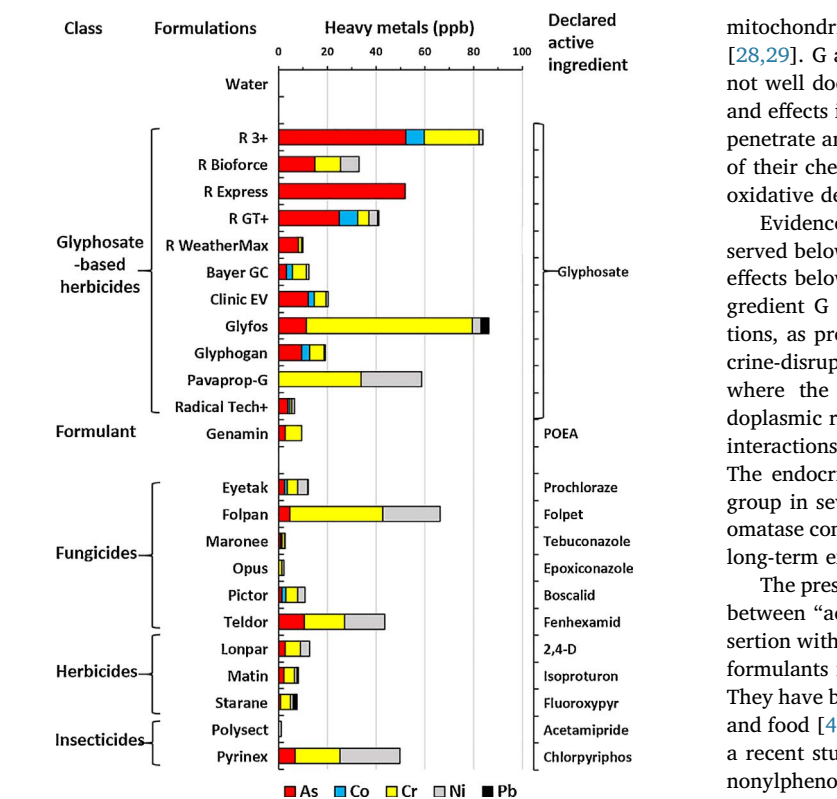 Class
Formulations
Heavy metals (ppb)
Declared
active
ingredient
0 20 40 60 80 100
Water
Glyphosate
-based
herbicides
R 3+
R Bioforce
R Express
R GT+
R WeatherMax
Bayer GC
Clinic EV
Glyfos
Glyphogan
Pavaprop-G
Radical Tech+
Glyphosate
Formulant Genamin POEA
Fungicides
Eyetak Prochloraze
Folpan Folpet
Maronee Tebuconazole
Opus Epoxiconazole
Pictor Boscalid
Teldor Fenhexamid
Herbicides
Lonpar 2,4-D
Matin Isoproturon
Starane Fluoroxypyr
Insecticides
Polysect Acetamipride
Pyrinex Chlorpyriphos
As Co Cr Ni Pb
mitochondri
[28,29]. G a
not well doc
and effects i
penetrate an
of their che
oxidative de
Evidence
served below
effects below
gredient G
tions, as pro
crine-disrup
where the
doplasmic r
interactions
The endocri
group in sev
omatase con
long-term e
The pres
between “ac
sertion with
formulants
They have b
and food [4
a recent stu
nonylpheno